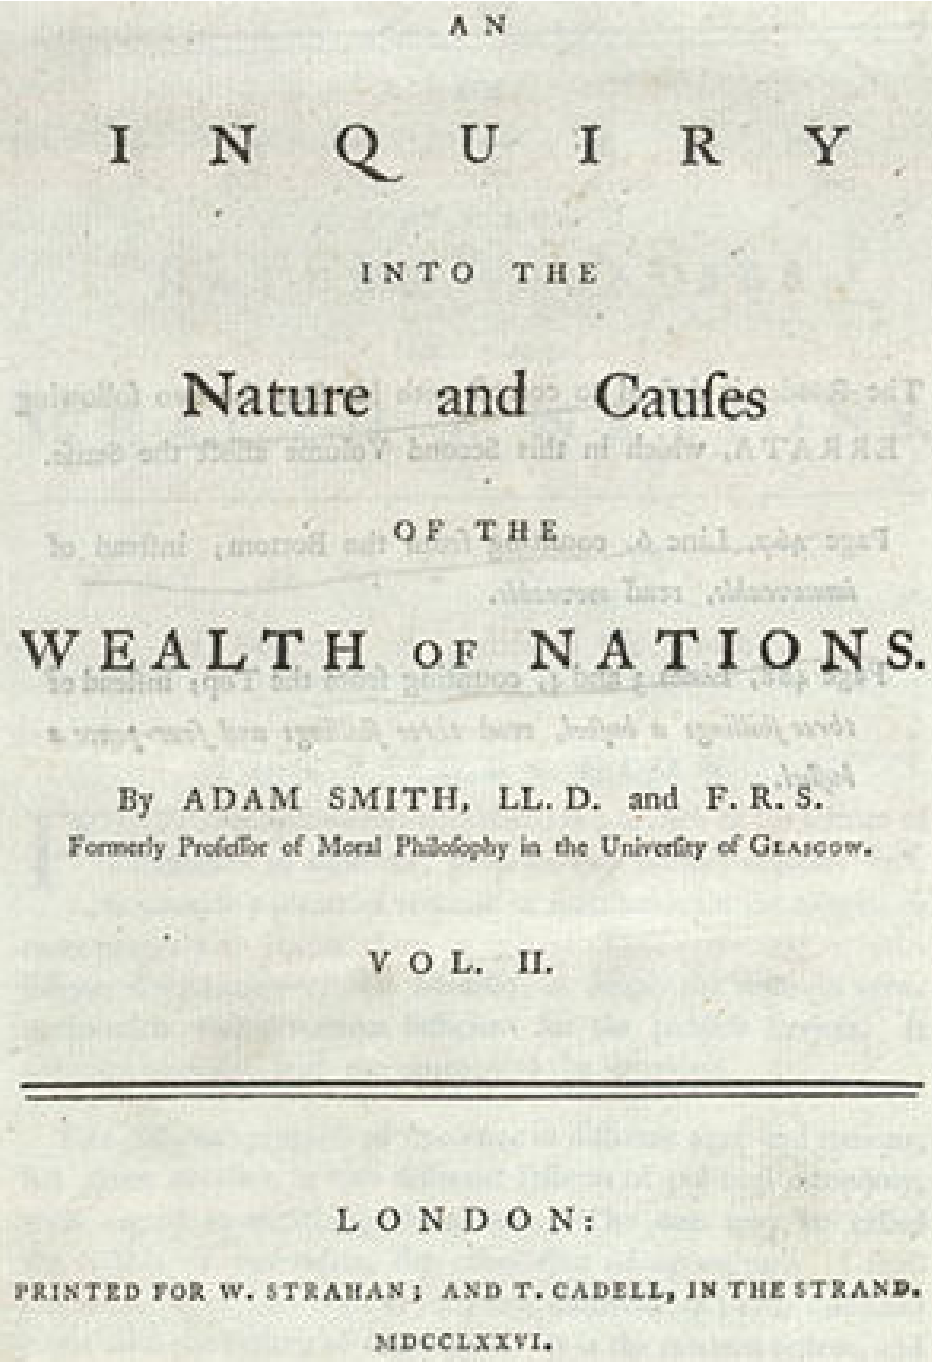 AN
INQUIRY
INTO THE
Nature and Cauſes
OF THE
WEALTH OF NATIONS.
By ADAM SMITH, LL. D. and F. R. S.
Formerly Profeſſor of Moral Philoſophy in the Univerſity of GLASGOW.
VOL. II.
LONDON:
PRINTED FOR W. STRAHAN; AND T. CADELL, IN THE STRAND.
MDCCLXXVI.